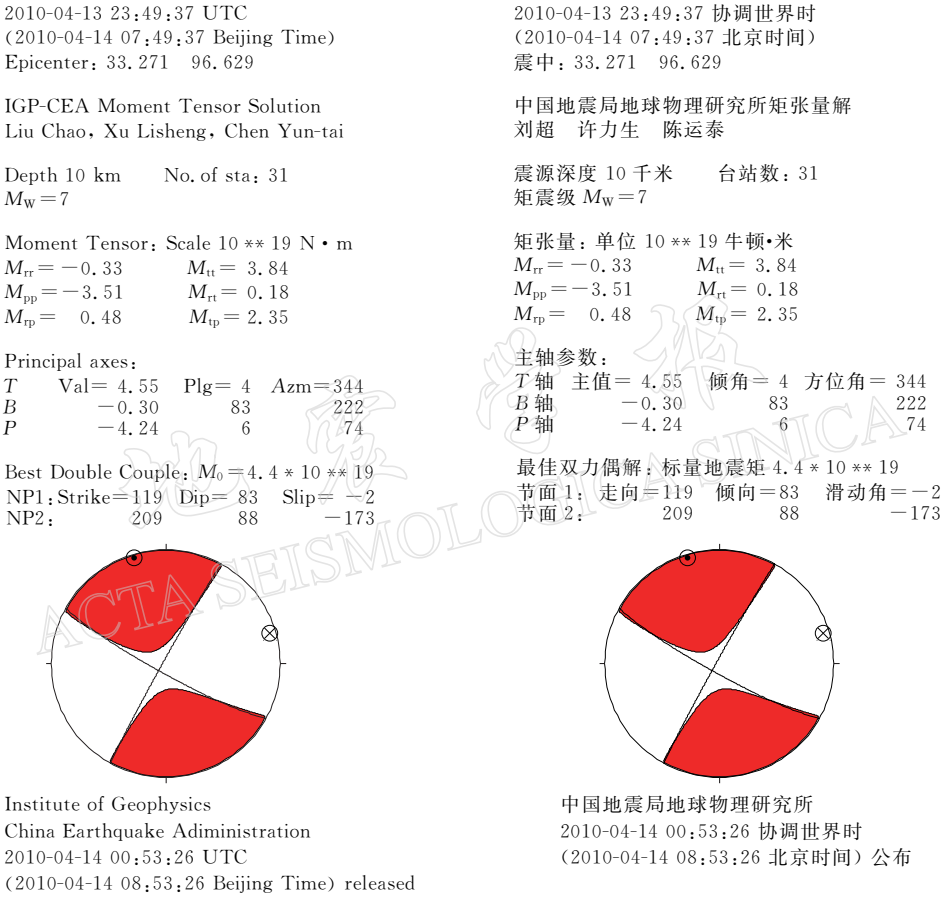 2010-04-13 23:49:37 UTC
(2010-04-14 07:49:37 Beijing Time)
Epicenter: 33.271 96.629
IGP-CEA Moment Tensor Solution
Liu Chao, Xu Lisheng, Chen Yun-tai
Depth 10 km No. of sta: 31
MW=7
Moment Tensor: Scale 10 ** 19 N·m
Mrr=-0.33 Mtt= 3.84
Mpp=-3.51 Mrt= 0.18
Mrp= 0.48 Mtp=2.35
Principal axes:
T Val= 4.55 Plg= 4 Azm=344
B -0.30 83 222
P -4.24 6 74
Best Double Couple: M0=4.4 * 10 ** 19
NP1:Strike=119 Dip= 83 Slip= -2
NP2: 209 88 -173
Institute of Geophysics
China Earthquake Adiministration
2010-04-14 00:53:26 UTC
(2010-04-14 08:53:26 Beijing Time) released
2010-04-13 23:49:37 协调世界时
(2010-04-14 07:49:37 北京时间)
震中: 33.271 96.629
中国地震局地球物理研究所矩张量解
刘超 许力生 陈运泰
震源深度 10 千米 台站数: 31
矩震级 MW=7
矩张量: 单位 10 ** 19 牛顿•米
Mrr=-0.33 Mtt= 3.84
Mpp=-3.51 Mrt= 0.18
Mrp= 0.48 Mtp=2.35
主轴参数:
T 轴 主值= 4.55 倾角= 4 方位角= 344
B 轴 -0.30 83 222
P 轴 -4.24 6 74
最佳双力偶解: 标量地震矩 4.4 * 10 ** 19
节面 1: 走向=119 倾向=83 滑动角=-2
节面 2: 209 88 -173
中国地震局地球物理研究所
2010-04-14 00:53:26 协调世界时
(2010-04-14 08:53:26 北京时间) 公布
地震学报
ACTA SEISMOLOGICA SINICA